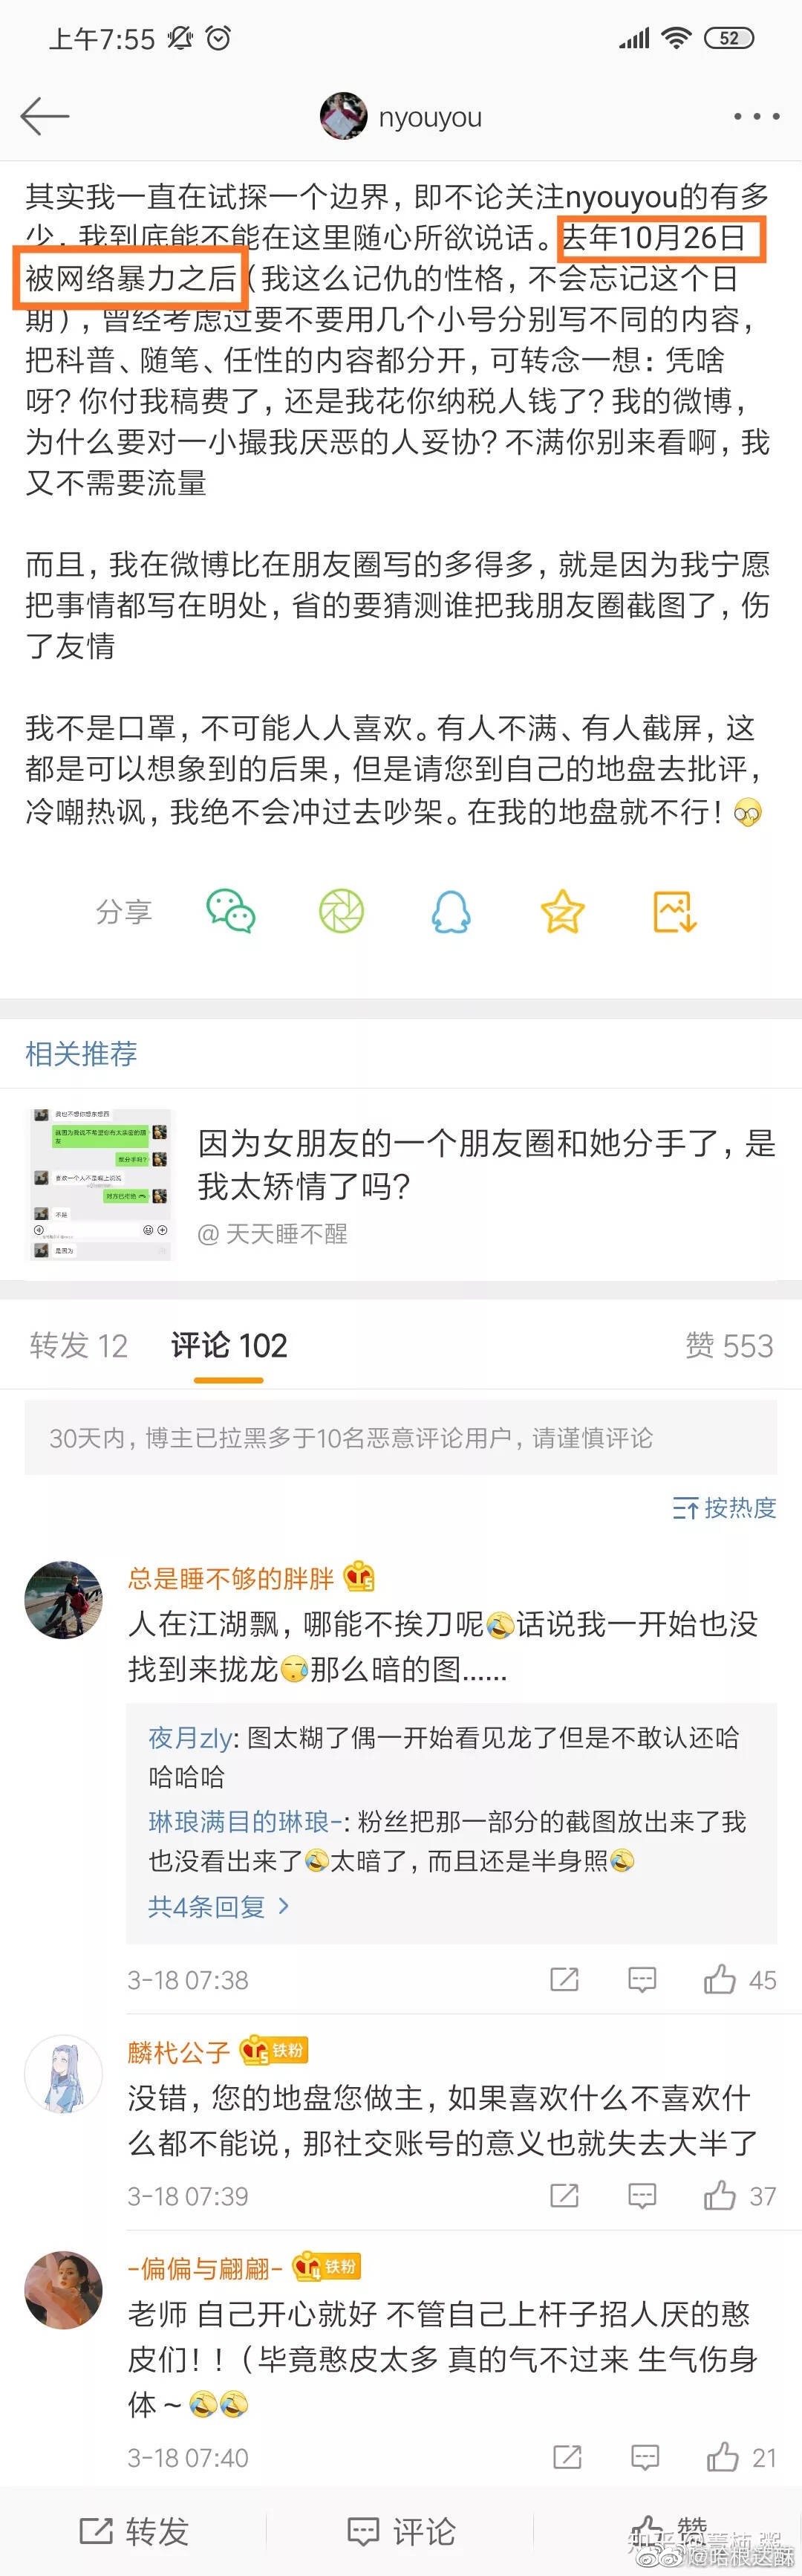 上午7:55
52
nyouyou
其实我一直在试探一个边界，即不论关注nyouyou的有多
少，我到底能不能在这里随心所欲说话。去年10月26日
被网络暴力之后（我这么记仇的性格，不会忘记这个日
期），曾经考虑过要不要用几个小号分别写不同的内容，
把科普、随笔、任性的内容都分开，可转念一想：凭啥
呀？你付我稿费了，还是我花你纳税人钱了？我的微博，
为什么要对一小撮我厌恶的人妥协？不满你别来看啊，我
又不需要流量
而且，我在微博比在朋友圈写的多得多，就是因为我宁愿
把事情都写在明处，省的要猜测谁把我朋友圈截图了，伤
了友情
我不是口罩，不可能人人喜欢。有人不满、有人截屏，这
都是可以想象到的后果，但是请您到自己的地盘去批评，
冷嘲热讽，我绝不会冲过去吵架。在我的地盘就不行！
分享
相关推荐
因为女朋友的一个朋友圈和她分手了，是
我太矫情了吗？
@ 天天睡不醒
转发 12 评论 102 赞 553
30天内，博主已拉黑多于10名恶意评论用户，请谨慎评论
按热度
总是睡不够的胖胖 5
人在江湖飘，哪能不挨刀呢话说我一开始也没
找到来拢龙那么暗的图......
夜月zly: 图太糊了偶一开始看见龙了但是不敢认还哈
哈哈哈
琳琅满目的琳琅-: 粉丝把那一部分的截图放出来了我
也没看出来了太暗了，而且还是半身照
共4条回复 >
3-18 07:38 45
麟杙公子 5 铁粉
没错，您的地盘您做主，如果喜欢什么不喜欢什
么都不能说，那社交账号的意义也就失去大半了
3-18 07:39 37
-偏偏与翩翩- 4 铁粉
老师 自己开心就好 不管自己上杆子招人厌的憨
皮们！！（毕竟憨皮太多 真的气不过来 生气伤身
体～
3-18 07:40 21
转发 评论 赞
@哈根达酥